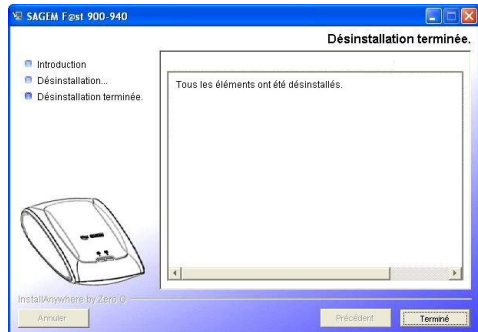 SAGEM F@st 900-940
Désinstallation terminée.
Introduction
Désinstallation...
Désinstallation terminée.
Tous les éléments ont été désinstallés.
InstallAnywhere by Zero G
Annuler
Précédent
Terminé